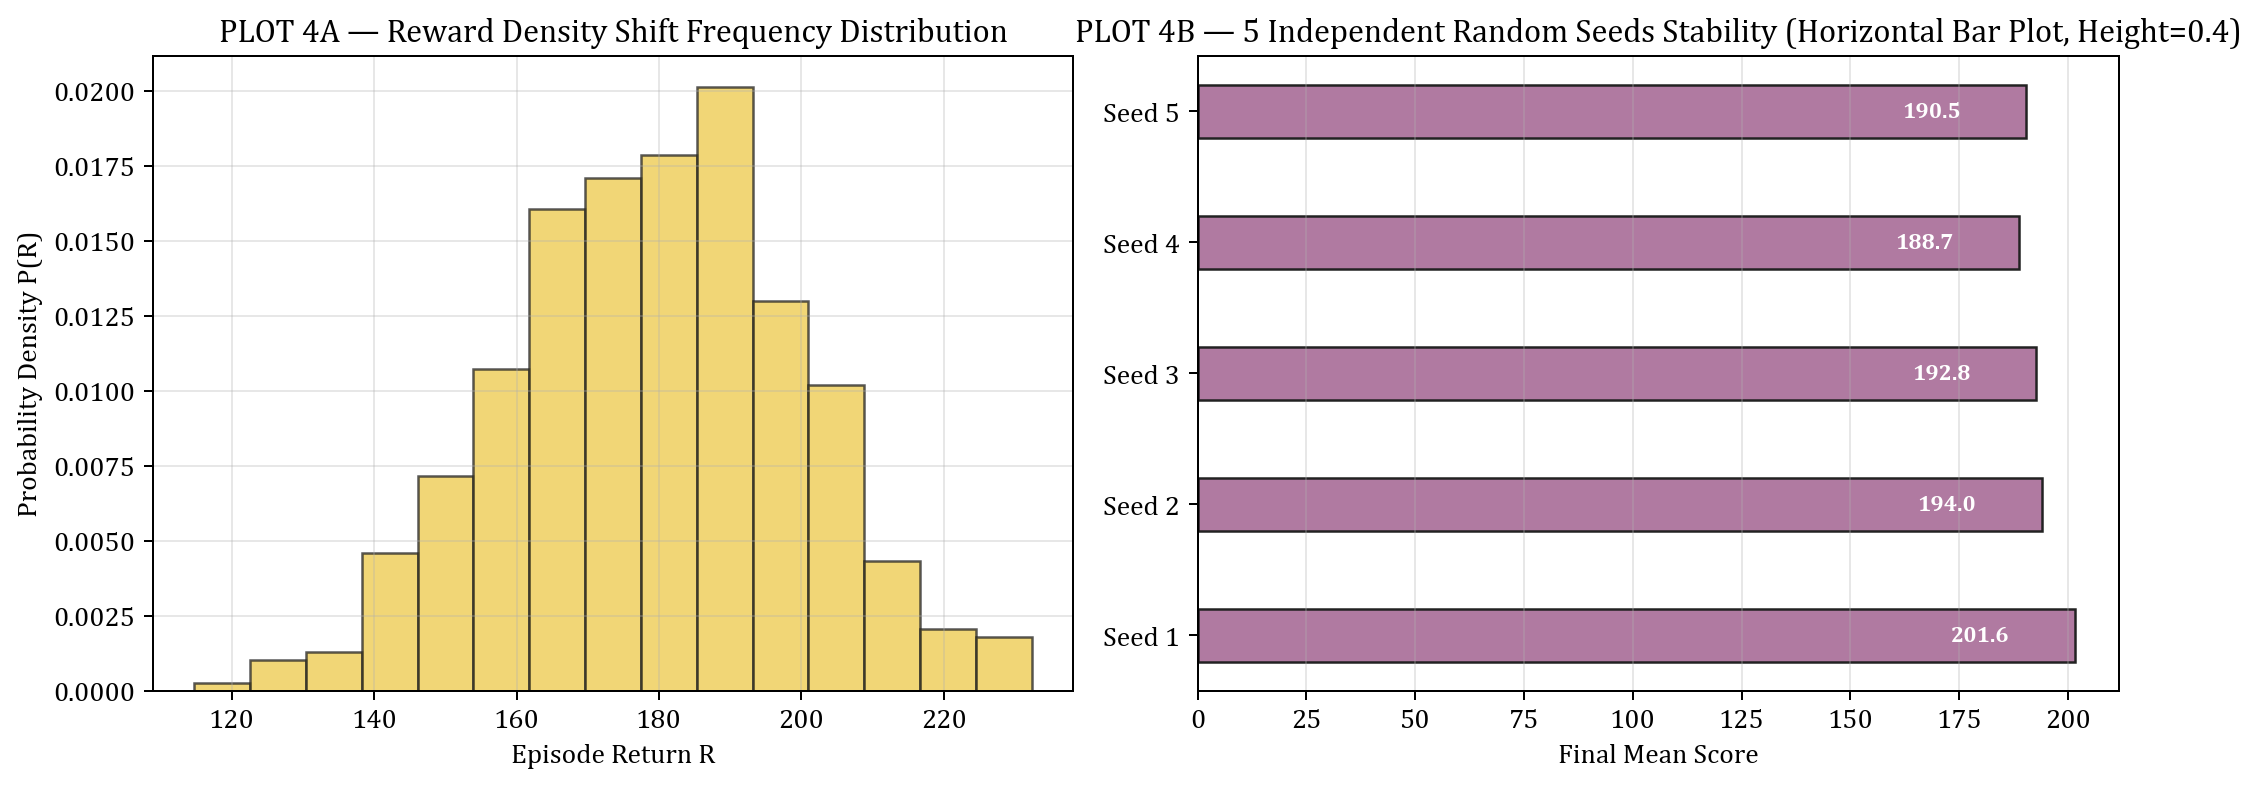 PLOT 4A — Reward Density Shift Frequency Distribution
Probability Density P(R)
0.0200
0.0175
0.0150
0.0125
0.0100
0.0075
0.0050
0.0025
0.0000
120 140 160 180 200 220
Episode Return R
PLOT 4B — 5 Independent Random Seeds Stability (Horizontal Bar Plot, Height=0.4)
Seed 5 190.5
Seed 4 188.7
Seed 3 192.8
Seed 2 194.0
Seed 1 201.6
0 25 50 75 100 125 150 175 200
Final Mean Score